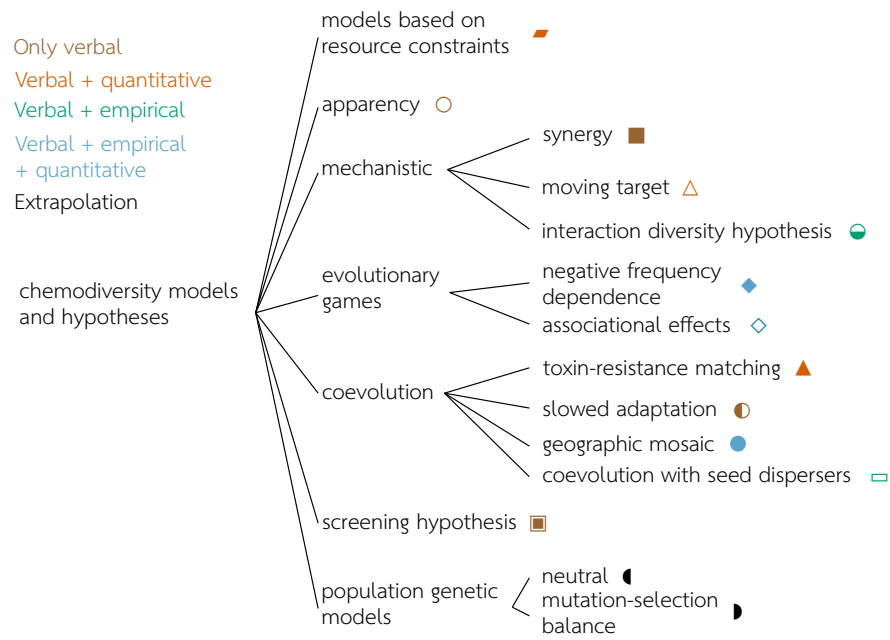 Only verbal
Verbal + quantitative
Verbal + empirical
Verbal + empirical
+ quantitative
Extrapolation
chemodiversity models
and hypotheses
models based on
resource constraints
apparency
mechanistic
synergy
moving target
interaction diversity hypothesis
evolutionary
games
negative frequency
dependence
associational effects
coevolution
toxin-resistance matching
slowed adaptation
geographic mosaic
coevolution with seed dispersers
screening hypothesis
population genetic
models
neutral
mutation-selection
balance